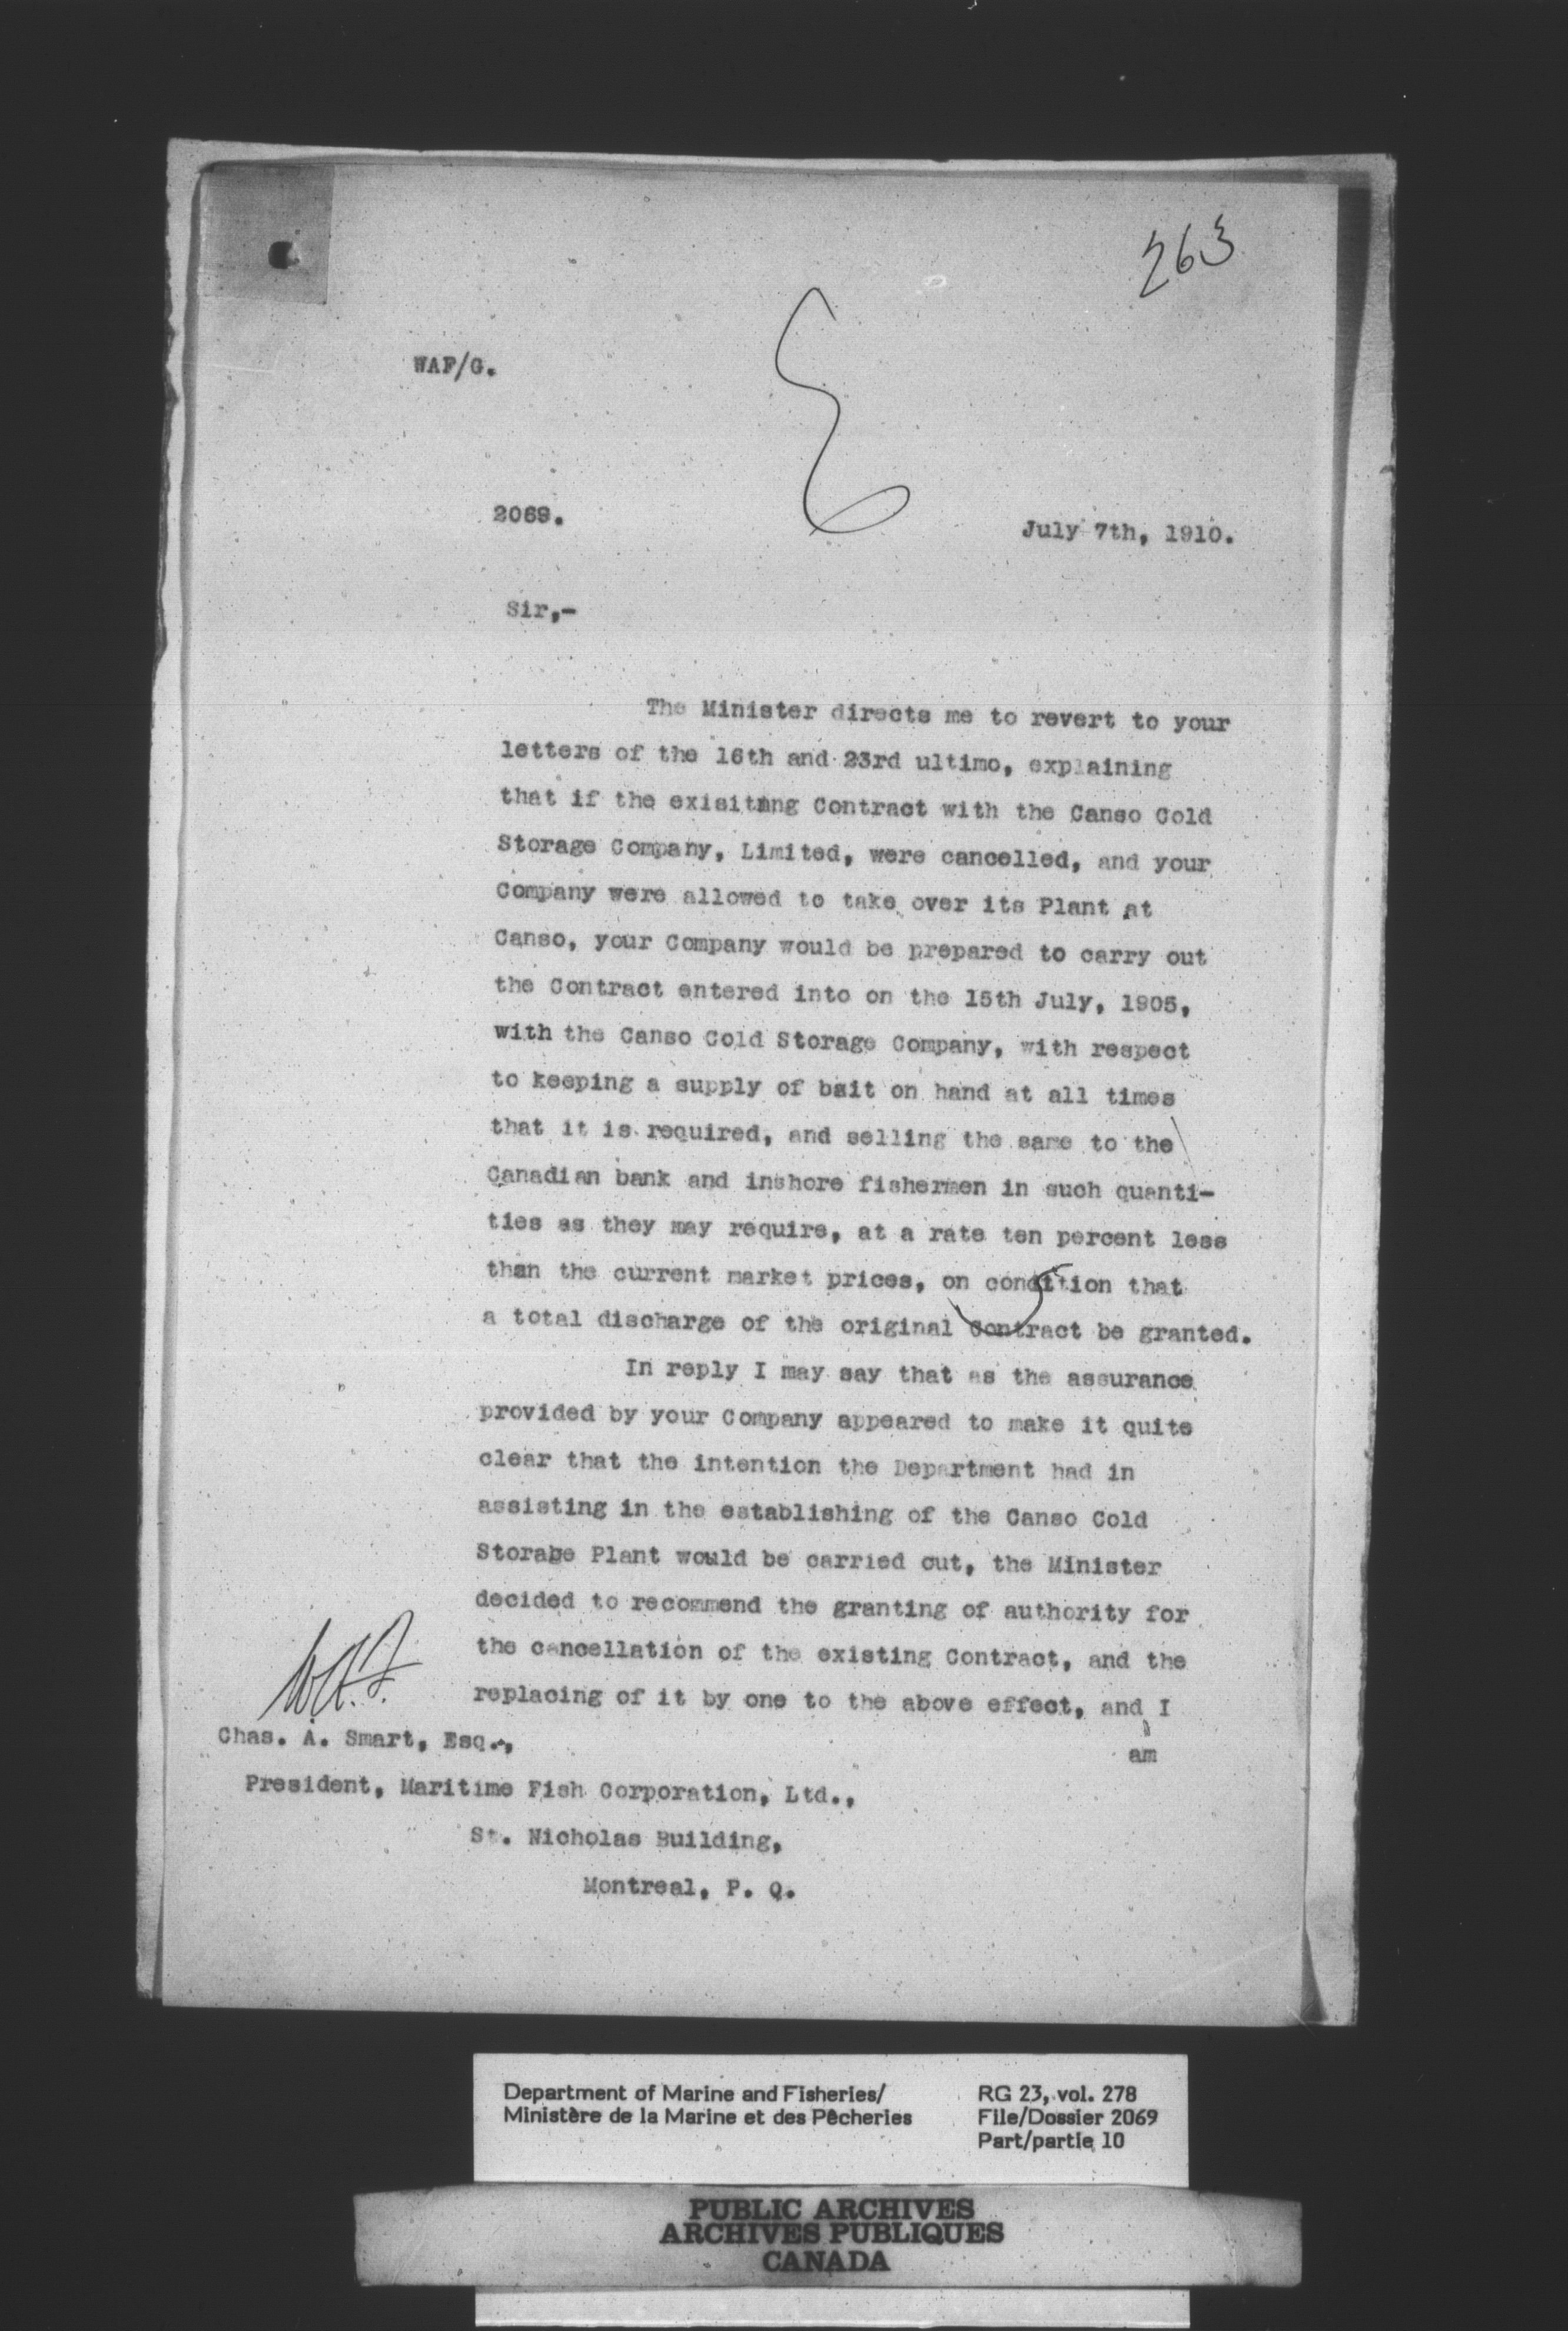 263
WAF/G.
2069.
July 7th, 1910.
Sir,-
The Minister directs me to revert to your
letters of the 16th and 23rd ultimo, explaining
that if the exisitmng Contract with the Canso Cold
Storage Company, Limited, were cancelled, and your
Company were allowed to take over its Plant at
Canso, your Company would be prepared to carry out
the Contract entered into on the 15th July, 1905,
with the Canso Cold Storage Company, with respect
to keeping a supply of bait on hand at all times
that it is required, and selling the same to the
Canadian bank and inshore fishermen in such quanti-
ties as they may require, at a rate ten percent less
than the current market prices, on condition that
a total discharge of the original Contract be granted.
In reply I may say that as the assurance
provided by your Company appeared to make it quite
clear that the intention the Department had in
assisting in the establishing of the Canso Cold
Storabe Plant would be carried out, the Minister
decided to recommend the granting of authority for
the cancellation of the existing Contract, and the
replacing of it by one to the above effect, and I
am
W.A.F.
Chas. A. Smart, Esq.,
President, Maritime Fish Corporation, Ltd.,
St. Nicholas Building,
Montreal, P. Q.
Department of Marine and Fisheries/
Ministère de la Marine et des Pêcheries
RG 23, vol. 278
File/Dossier 2069
Part/partie 10
PUBLIC ARCHIVES
ARCHIVES PUBLIQUES
CANADA